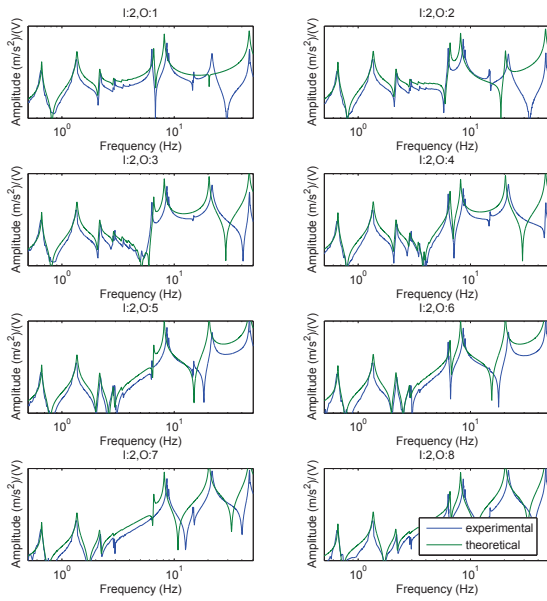 I:2,O:1
Amplitude (m/s²)/(V)
10⁰ 10¹
Frequency (Hz)
I:2,O:2
Amplitude (m/s²)/(V)
10⁰ 10¹
Frequency (Hz)
I:2,O:3
Amplitude (m/s²)/(V)
10⁰ 10¹
Frequency (Hz)
I:2,O:4
Amplitude (m/s²)/(V)
10⁰ 10¹
Frequency (Hz)
I:2,O:5
Amplitude (m/s²)/(V)
10⁰ 10¹
Frequency (Hz)
I:2,O:6
Amplitude (m/s²)/(V)
10⁰ 10¹
Frequency (Hz)
I:2,O:7
Amplitude (m/s²)/(V)
10⁰ 10¹
Frequency (Hz)
I:2,O:8
Amplitude (m/s²)/(V)
experimental
theoretical
10⁰ 10¹
Frequency (Hz)